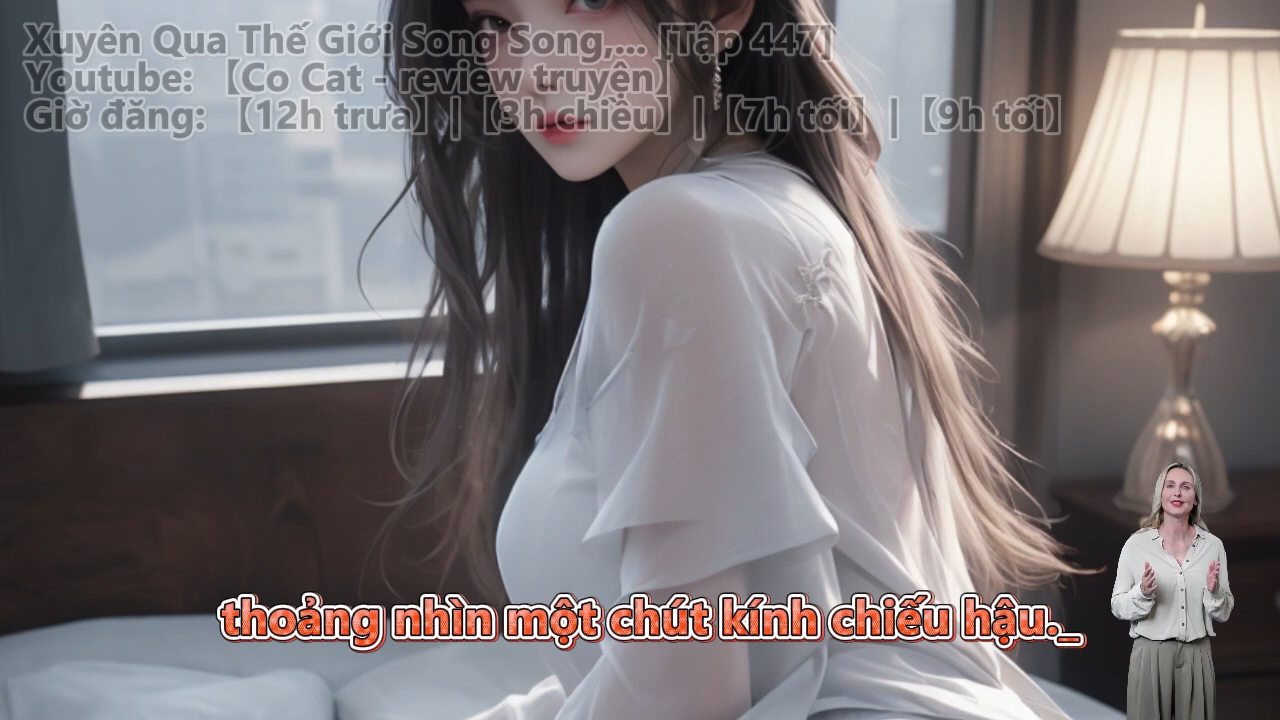 Xuyên Qua Thế Giới Song Song,... [Tập 447]
Youtube: 【Co Cat - review truyện】
Giờ đăng: 【12h trưa】 | 【3h chiều】 | 【7h tối】 | 【9h tối】
thoảng nhìn một chút kính chiếu hậu._